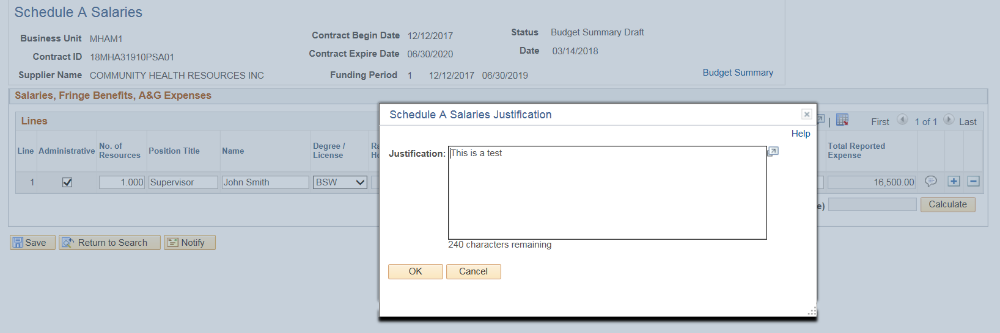 Schedule A Salaries
Business Unit MHAM1
Contract ID 18MHA31910PSA01
Supplier Name COMMUNITY HEALTH RESOURCES INC
Contract Begin Date 12/12/2017
Contract Expire Date 06/30/2020
Funding Period 1 12/12/2017 06/30/2019
Status Budget Summary Draft
Date 03/14/2018
Budget Summary
Salaries, Fringe Benefits, A&G Expenses
Lines
First 1 of 1 Last
Line
Administrative
No. of
Resources
Position Title
Name
Degree /
License
Total Reported
Expense
1 1.000 Supervisor John Smith BSW 16,500.00
e)
Calculate
Save
Return to Search
Notify
Schedule A Salaries Justification
Help
Justification: This is a test
240 characters remaining
OK
Cancel